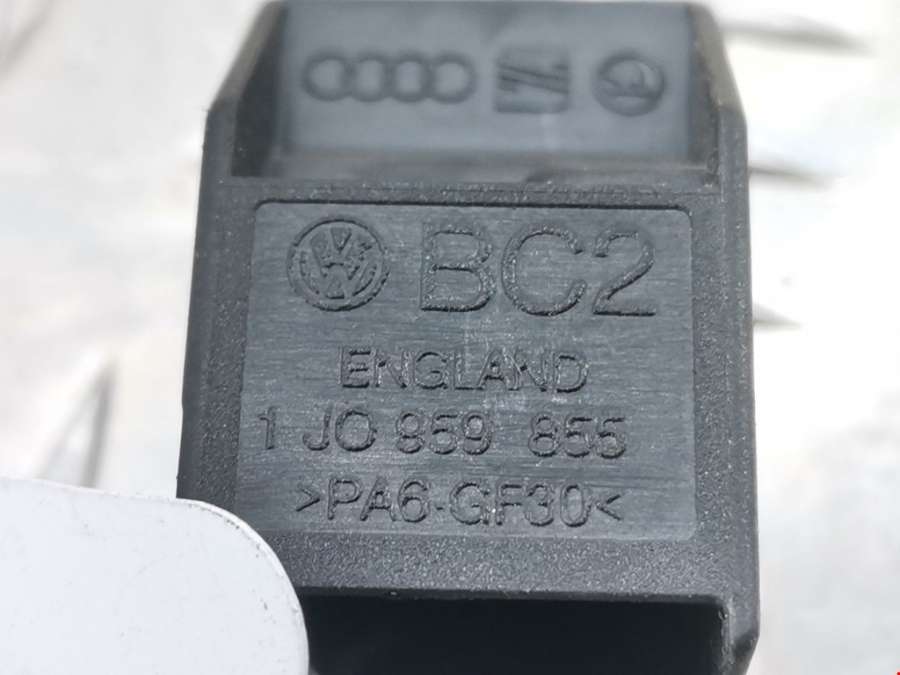 BC2
ENGLAND
1 J0 959 855
>PA6-GF30<